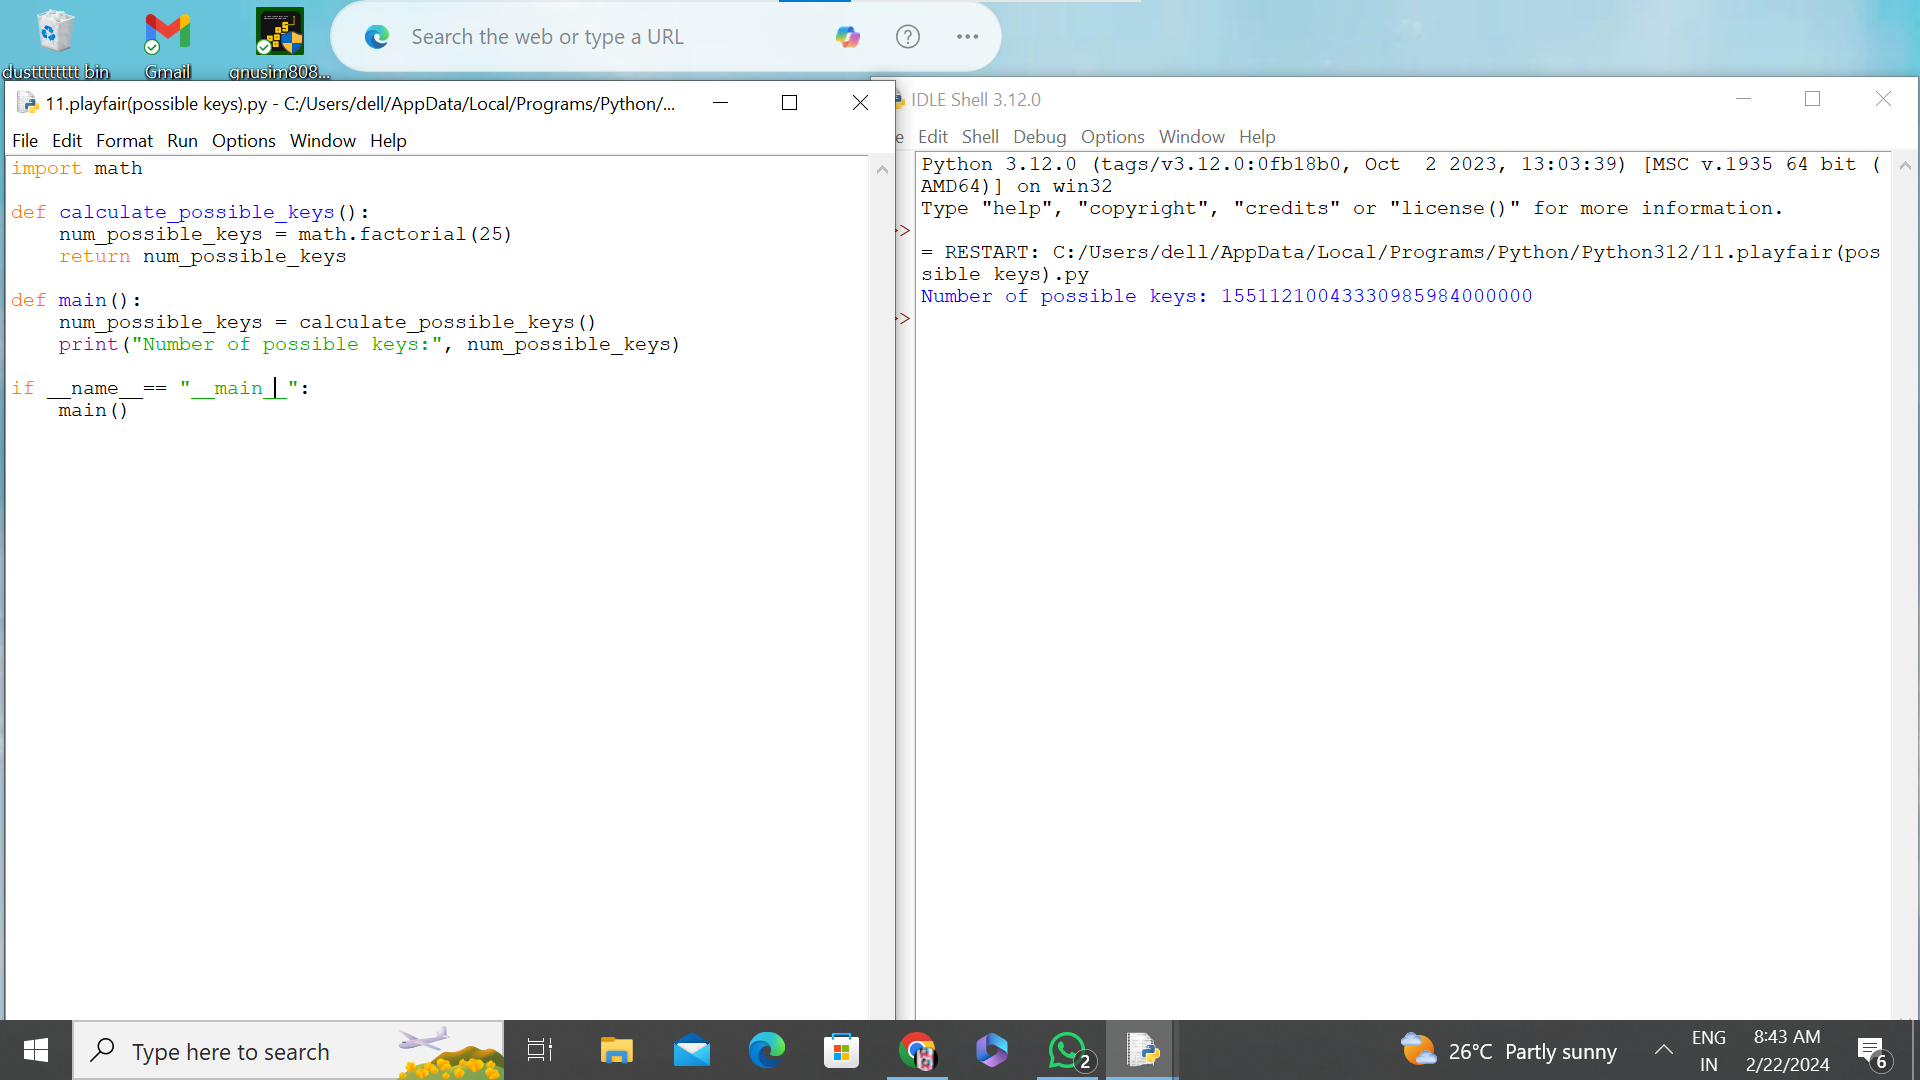 dustttttttt bin
Gmail
gnusim808...
Search the web or type a URL
11.playfair(possible keys).py - C:/Users/dell/AppData/Local/Programs/Python/...
File Edit Format Run Options Window Help
import math
def calculate_possible_keys():
num_possible_keys = math.factorial(25)
return num_possible_keys
def main():
num_possible_keys = calculate_possible_keys()
print("Number of possible keys:", num_possible_keys)
if __name__== "__main__":
main()
IDLE Shell 3.12.0
e Edit Shell Debug Options Window Help
Python 3.12.0 (tags/v3.12.0:0fb18b0, Oct  2 2023, 13:03:39) [MSC v.1935 64 bit (
AMD64)] on win32
Type "help", "copyright", "credits" or "license()" for more information.
>>
= RESTART: C:/Users/dell/AppData/Local/Programs/Python/Python312/11.playfair(pos
sible keys).py
Number of possible keys: 15511210043330985984000000
>>
Type here to search
2
26°C Partly sunny
ENG
IN
8:43 AM
2/22/2024
6